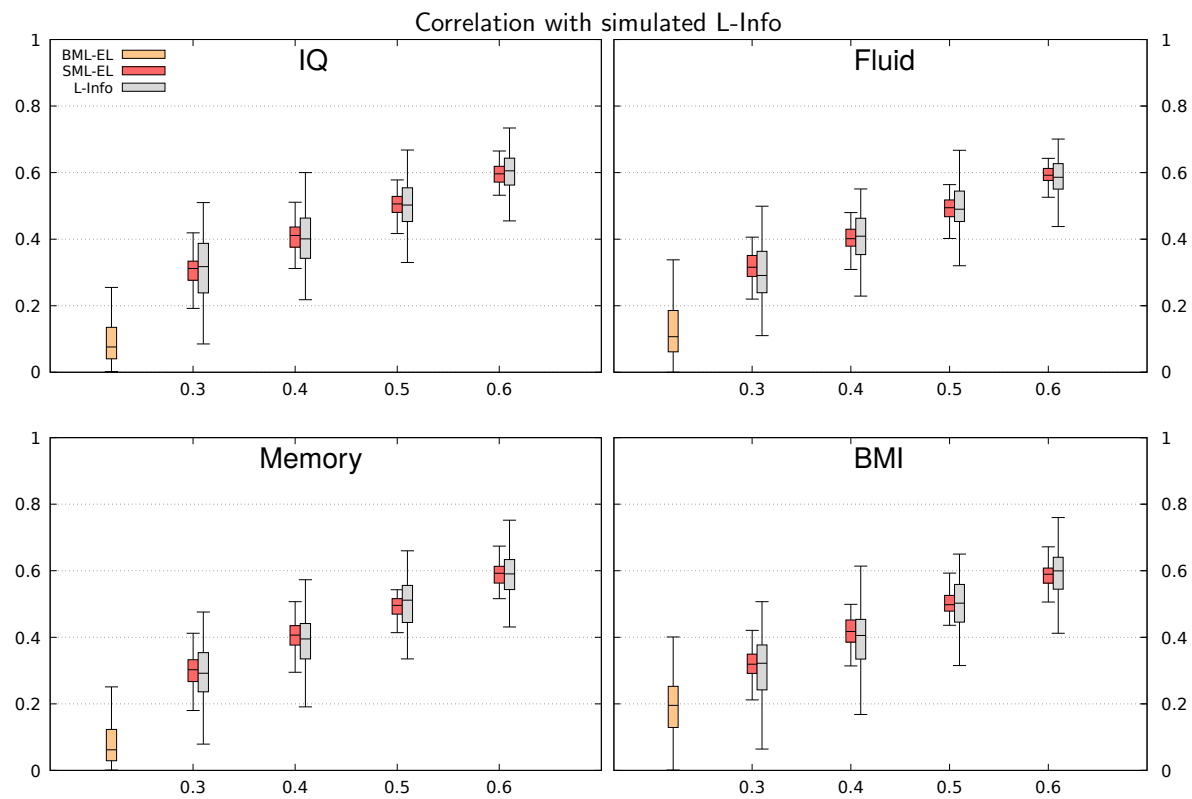 Correlation with simulated L-Info
1 1
IQ Fluid
BML-EL
SML-EL
L-Info
0.8 0.8
0.6 0.6
0.4 0.4
0.2 0.2
0 0
0.3 0.4 0.5 0.6 0.3 0.4 0.5 0.6
1 1
Memory BMI
0.8 0.8
0.6 0.6
0.4 0.4
0.2 0.2
0 0
0.3 0.4 0.5 0.6 0.3 0.4 0.5 0.6